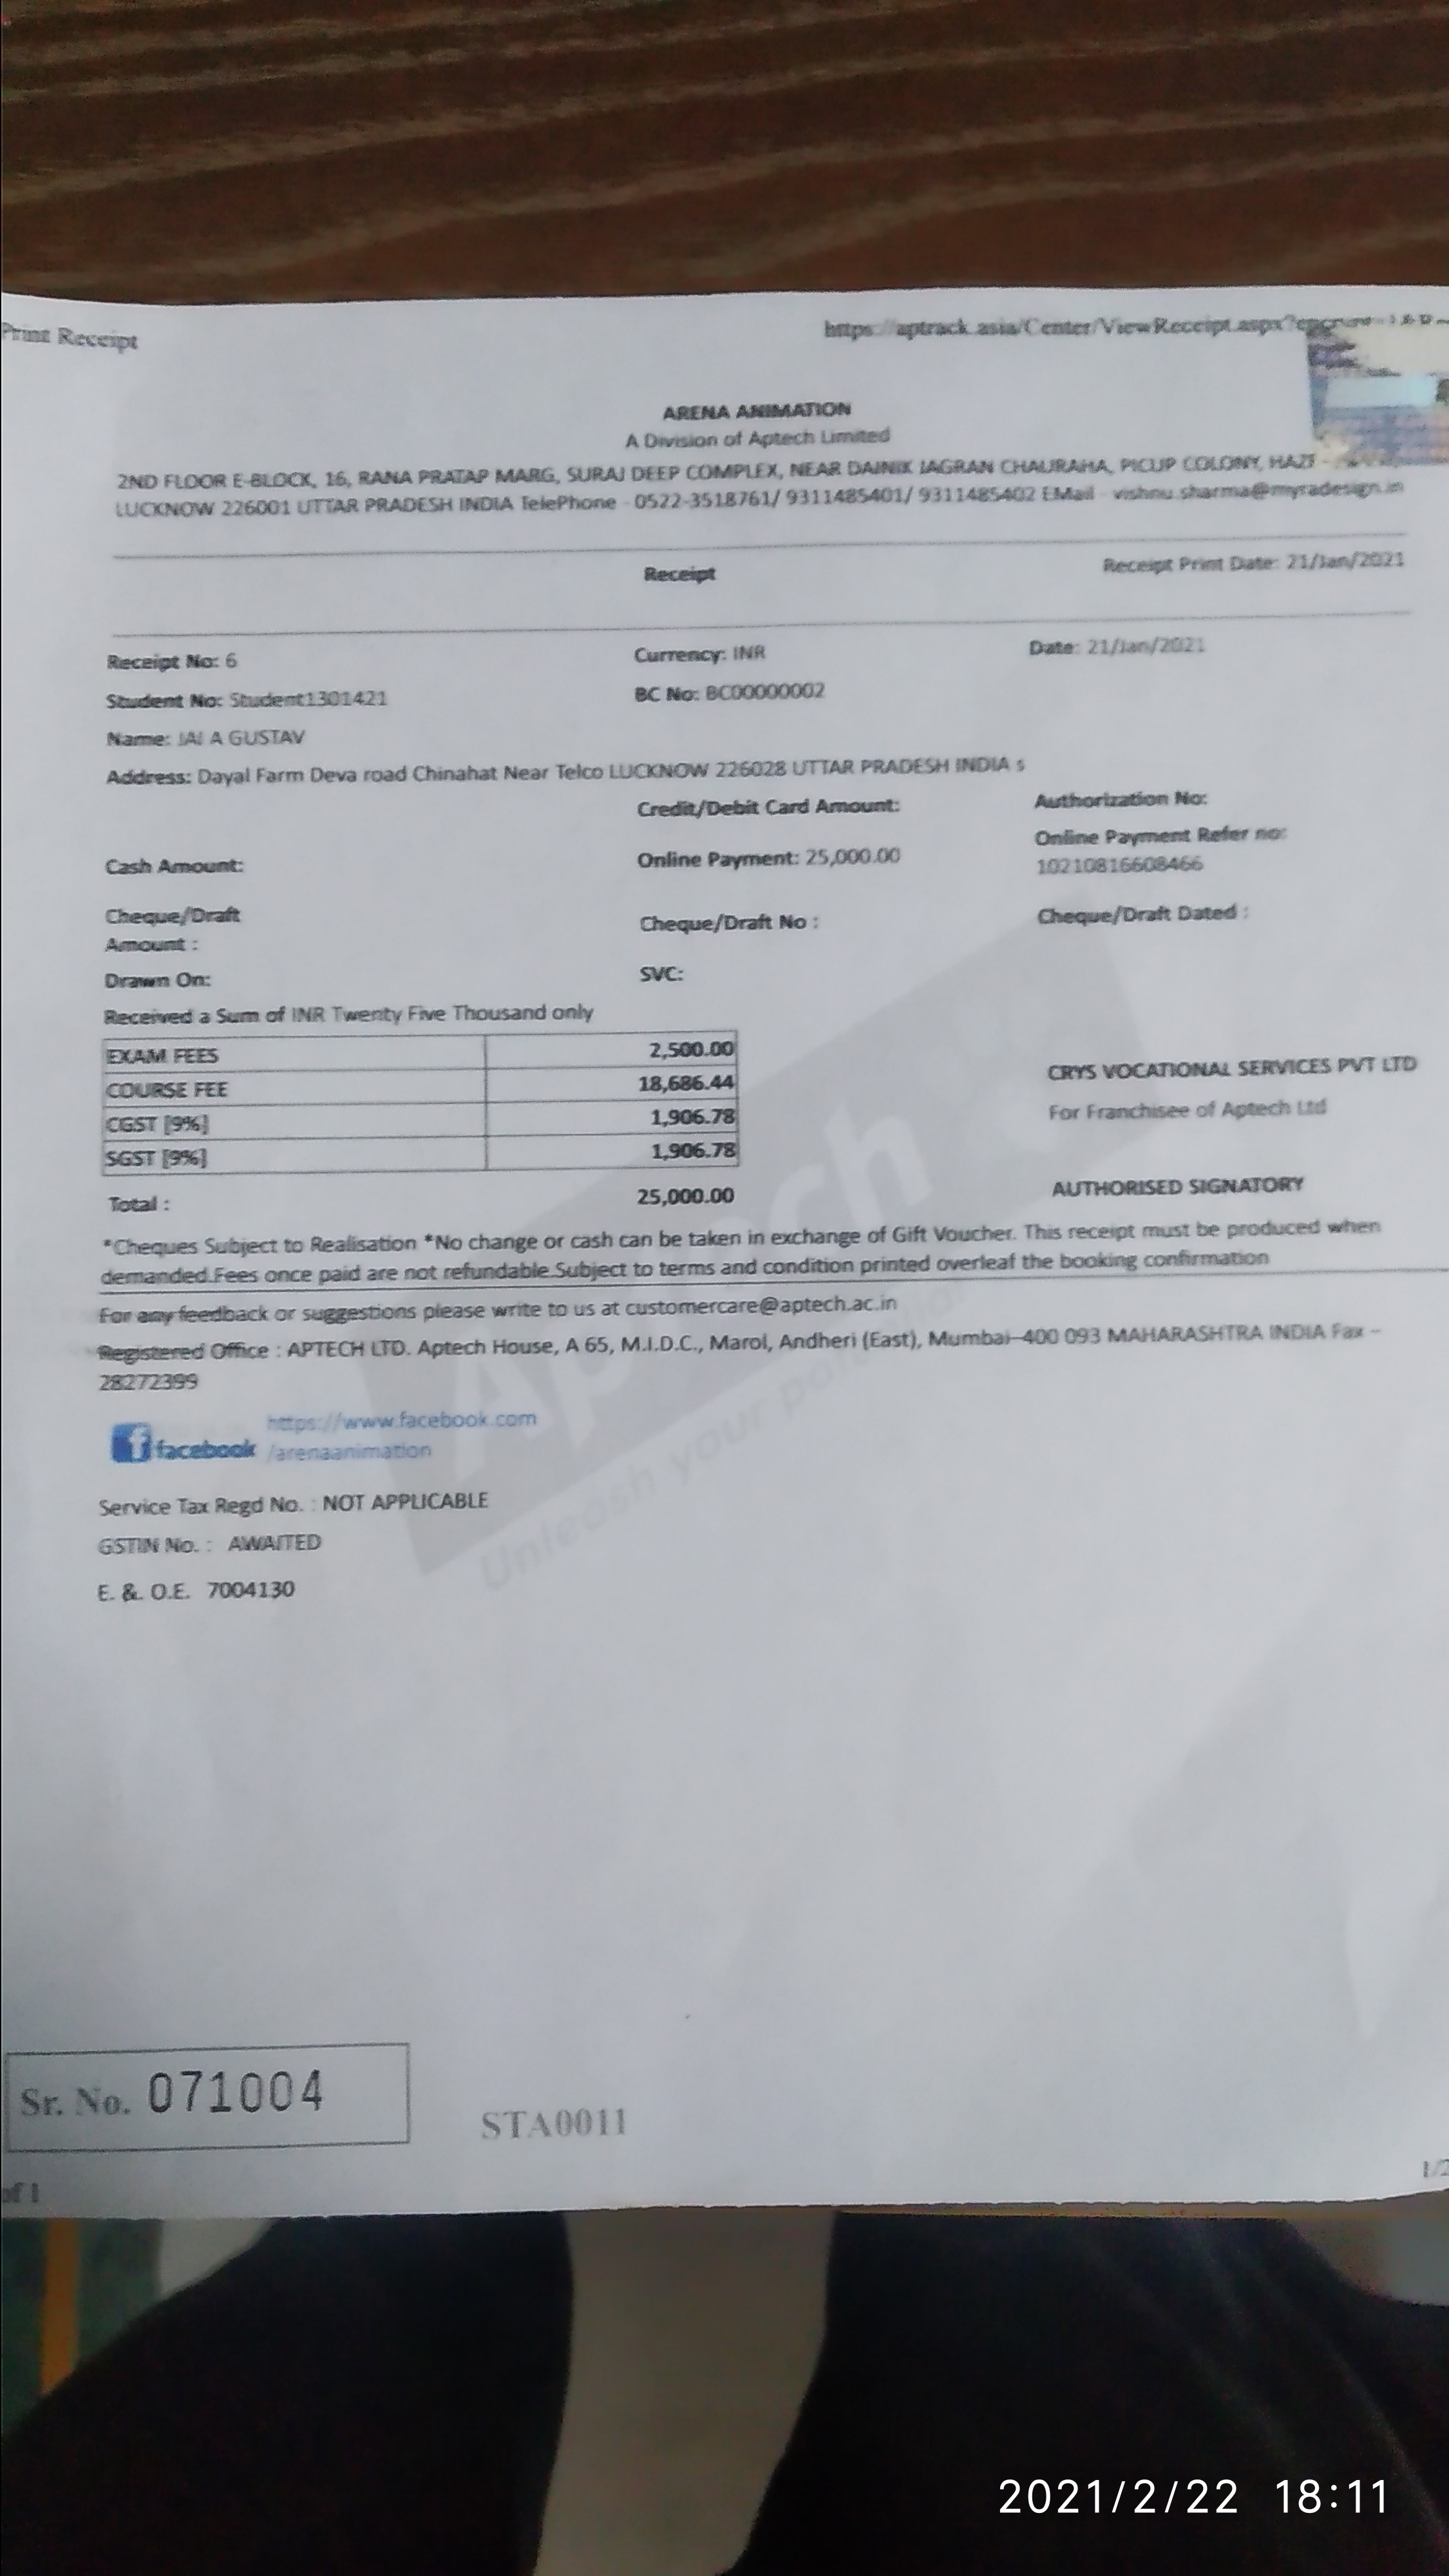 Print Receipt
https://aptrack.asia/Center/ViewReceipt.aspx?
ARENA ANIMATION
A Division of Aptech Limited
2ND FLOOR E-BLOCK, 16, RANA PRATAP MARG, SURAJ DEEP COMPLEX, NEAR DAINIK JAGRAN CHAURAHA, PICUP COLONY,
LUCKNOW 226001 UTTAR PRADESH INDIA TelePhone - 0522-3518761/ 9311485401/ 9311485402 EMail - vishnu.sharma@myradesign.in
Receipt
Receipt Print Date: 21/Jan/2021
Receipt No: 6 Currency: INR Date: 21/Jan/2021
Student No: Student1301421 BC No: BC00000002
Name: A GUSTAV
Address: Dayal Farm Deva road Chinahat Near Telco LUCKNOW 226028 UTTAR PRADESH INDIA s
Credit/Debit Card Amount: Authorization No:
Cash Amount: Online Payment: 25,000.00 Online Payment Refer no:
10210816608466
Cheque/Draft Cheque/Draft No : Cheque/Draft Dated :
Amount :
Drawn On: SVC:
Received a Sum of INR Twenty Five Thousand only
EXAM FEES 2,500.00
COURSE FEE 18,686.44
CGST [9%] 1,906.78
SGST [9%] 1,906.78
Total : 25,000.00
CRYS VOCATIONAL SERVICES PVT LTD
For Franchisee of Aptech Ltd
AUTHORISED SIGNATORY
*Cheques Subject to Realisation *No change or cash can be taken in exchange of Gift Voucher. This receipt must be produced when
demanded.Fees once paid are not refundable.Subject to terms and condition printed overleaf the booking confirmation
For any feedback or suggestions please write to us at customercare@aptech.ac.in
Registered Office : APTECH LTD. Aptech House, A 65, M.I.D.C., Marol, Andheri (East), Mumbai-400 093 MAHARASHTRA INDIA Fax -
28272399
facebook https://www.facebook.com
/arenaanimation
Service Tax Regd No. : NOT APPLICABLE
GSTIN No. : AWAITED
E. &. O.E. 7004130
Aptech
Unleash your
Sr. No. 071004
STA0011
of 1
2021/2/22 18:11